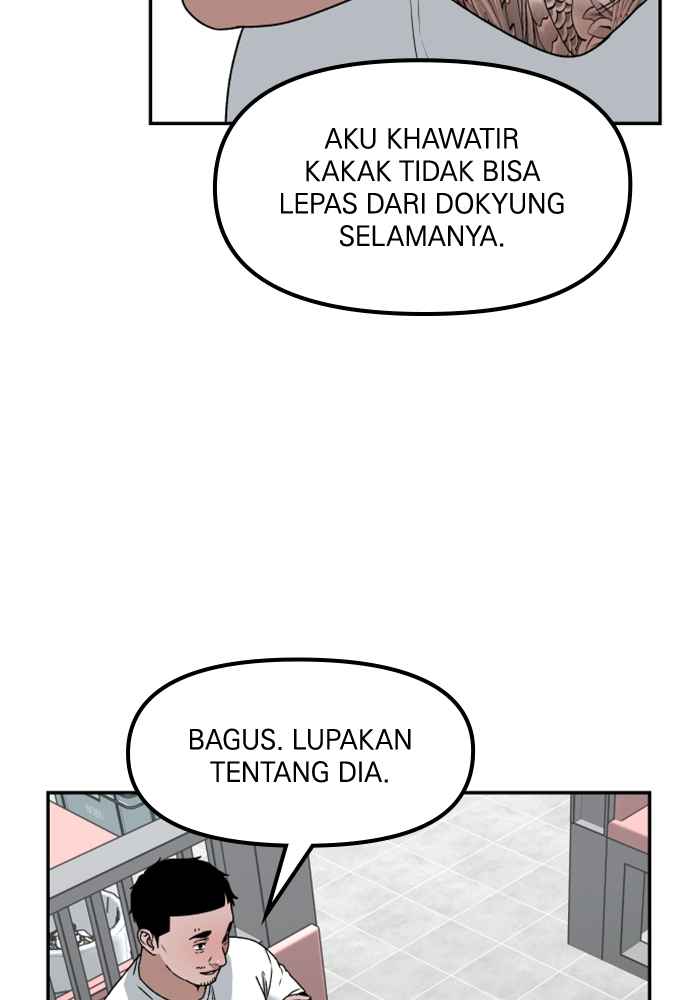 AKU KHAWATIR
KAKAK TIDAK BISA
LEPAS DARI DOKYUNG
SELAMANYA.
BAGUS. LUPAKAN
TENTANG DIA.